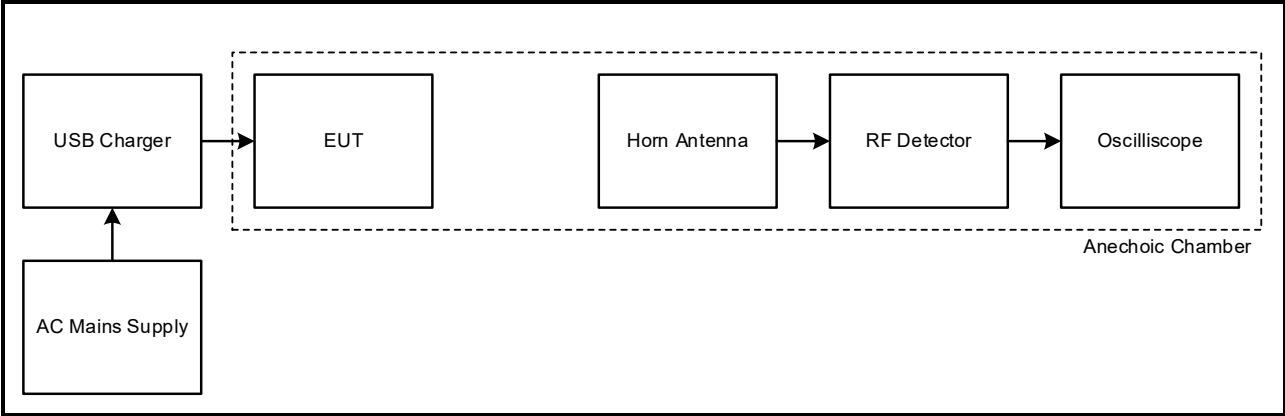 USB Charger
EUT
Horn Antenna
RF Detector
Oscilliscope
Anechoic Chamber
AC Mains Supply